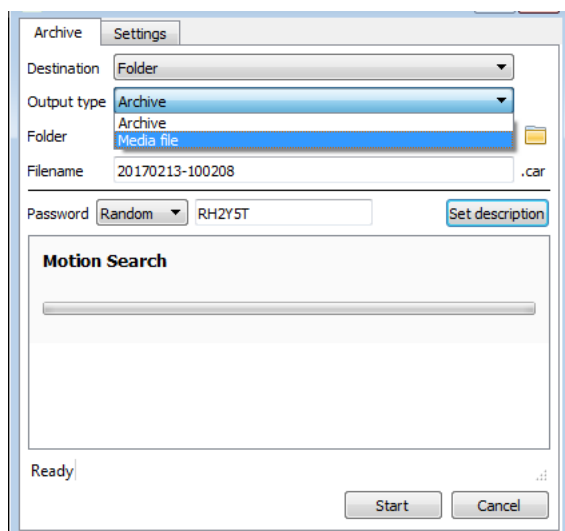 Archive Settings
Destination Folder
Output type Archive
Archive
Folder Media file
Filename 20170213-100208 .car
Password Random RH2Y5T Set description
Motion Search
Ready
Start Cancel